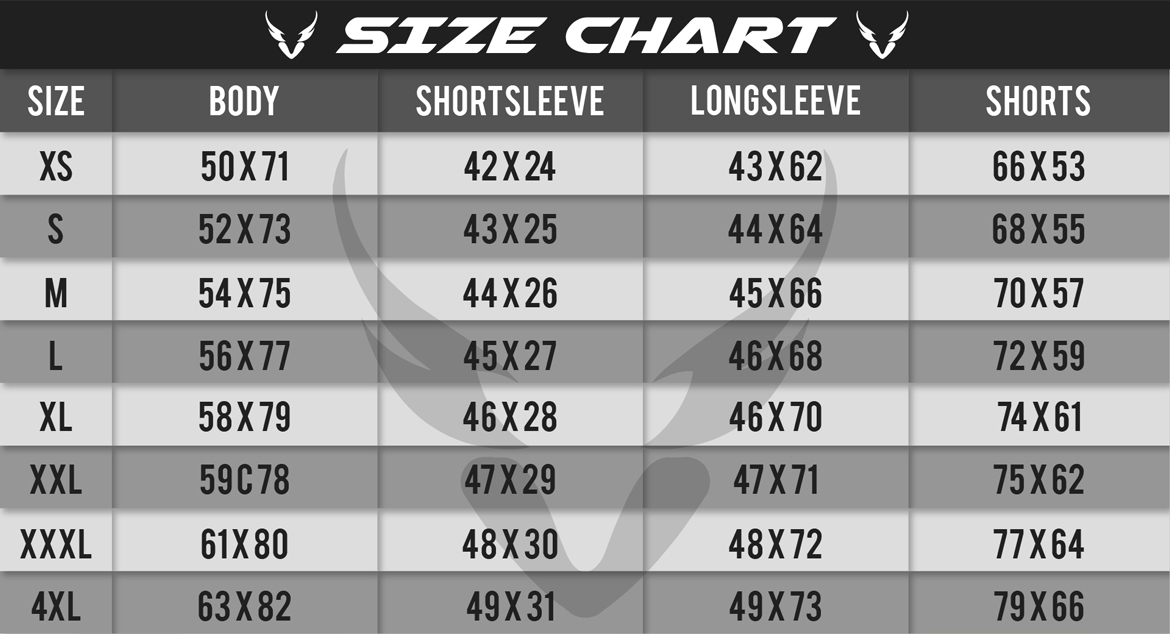 SIZE CHART
SIZE BODY SHORTSLEEVE LONGSLEEVE SHORTS
XS 50 X 71 42 X 24 43 X 62 66 X 53
S 52 X 73 43 X 25 44 X 64 68 X 55
M 54 X 75 44 X 26 45 X 66 70 X 57
L 56 X 77 45 X 27 46 X 68 72 X 59
XL 58 X 79 46 X 28 46 X 70 74 X 61
XXL 59 C 78 47 X 29 47 X 71 75 X 62
XXXL 61 X 80 48 X 30 48 X 72 77 X 64
4XL 63 X 82 49 X 31 49 X 73 79 X 66